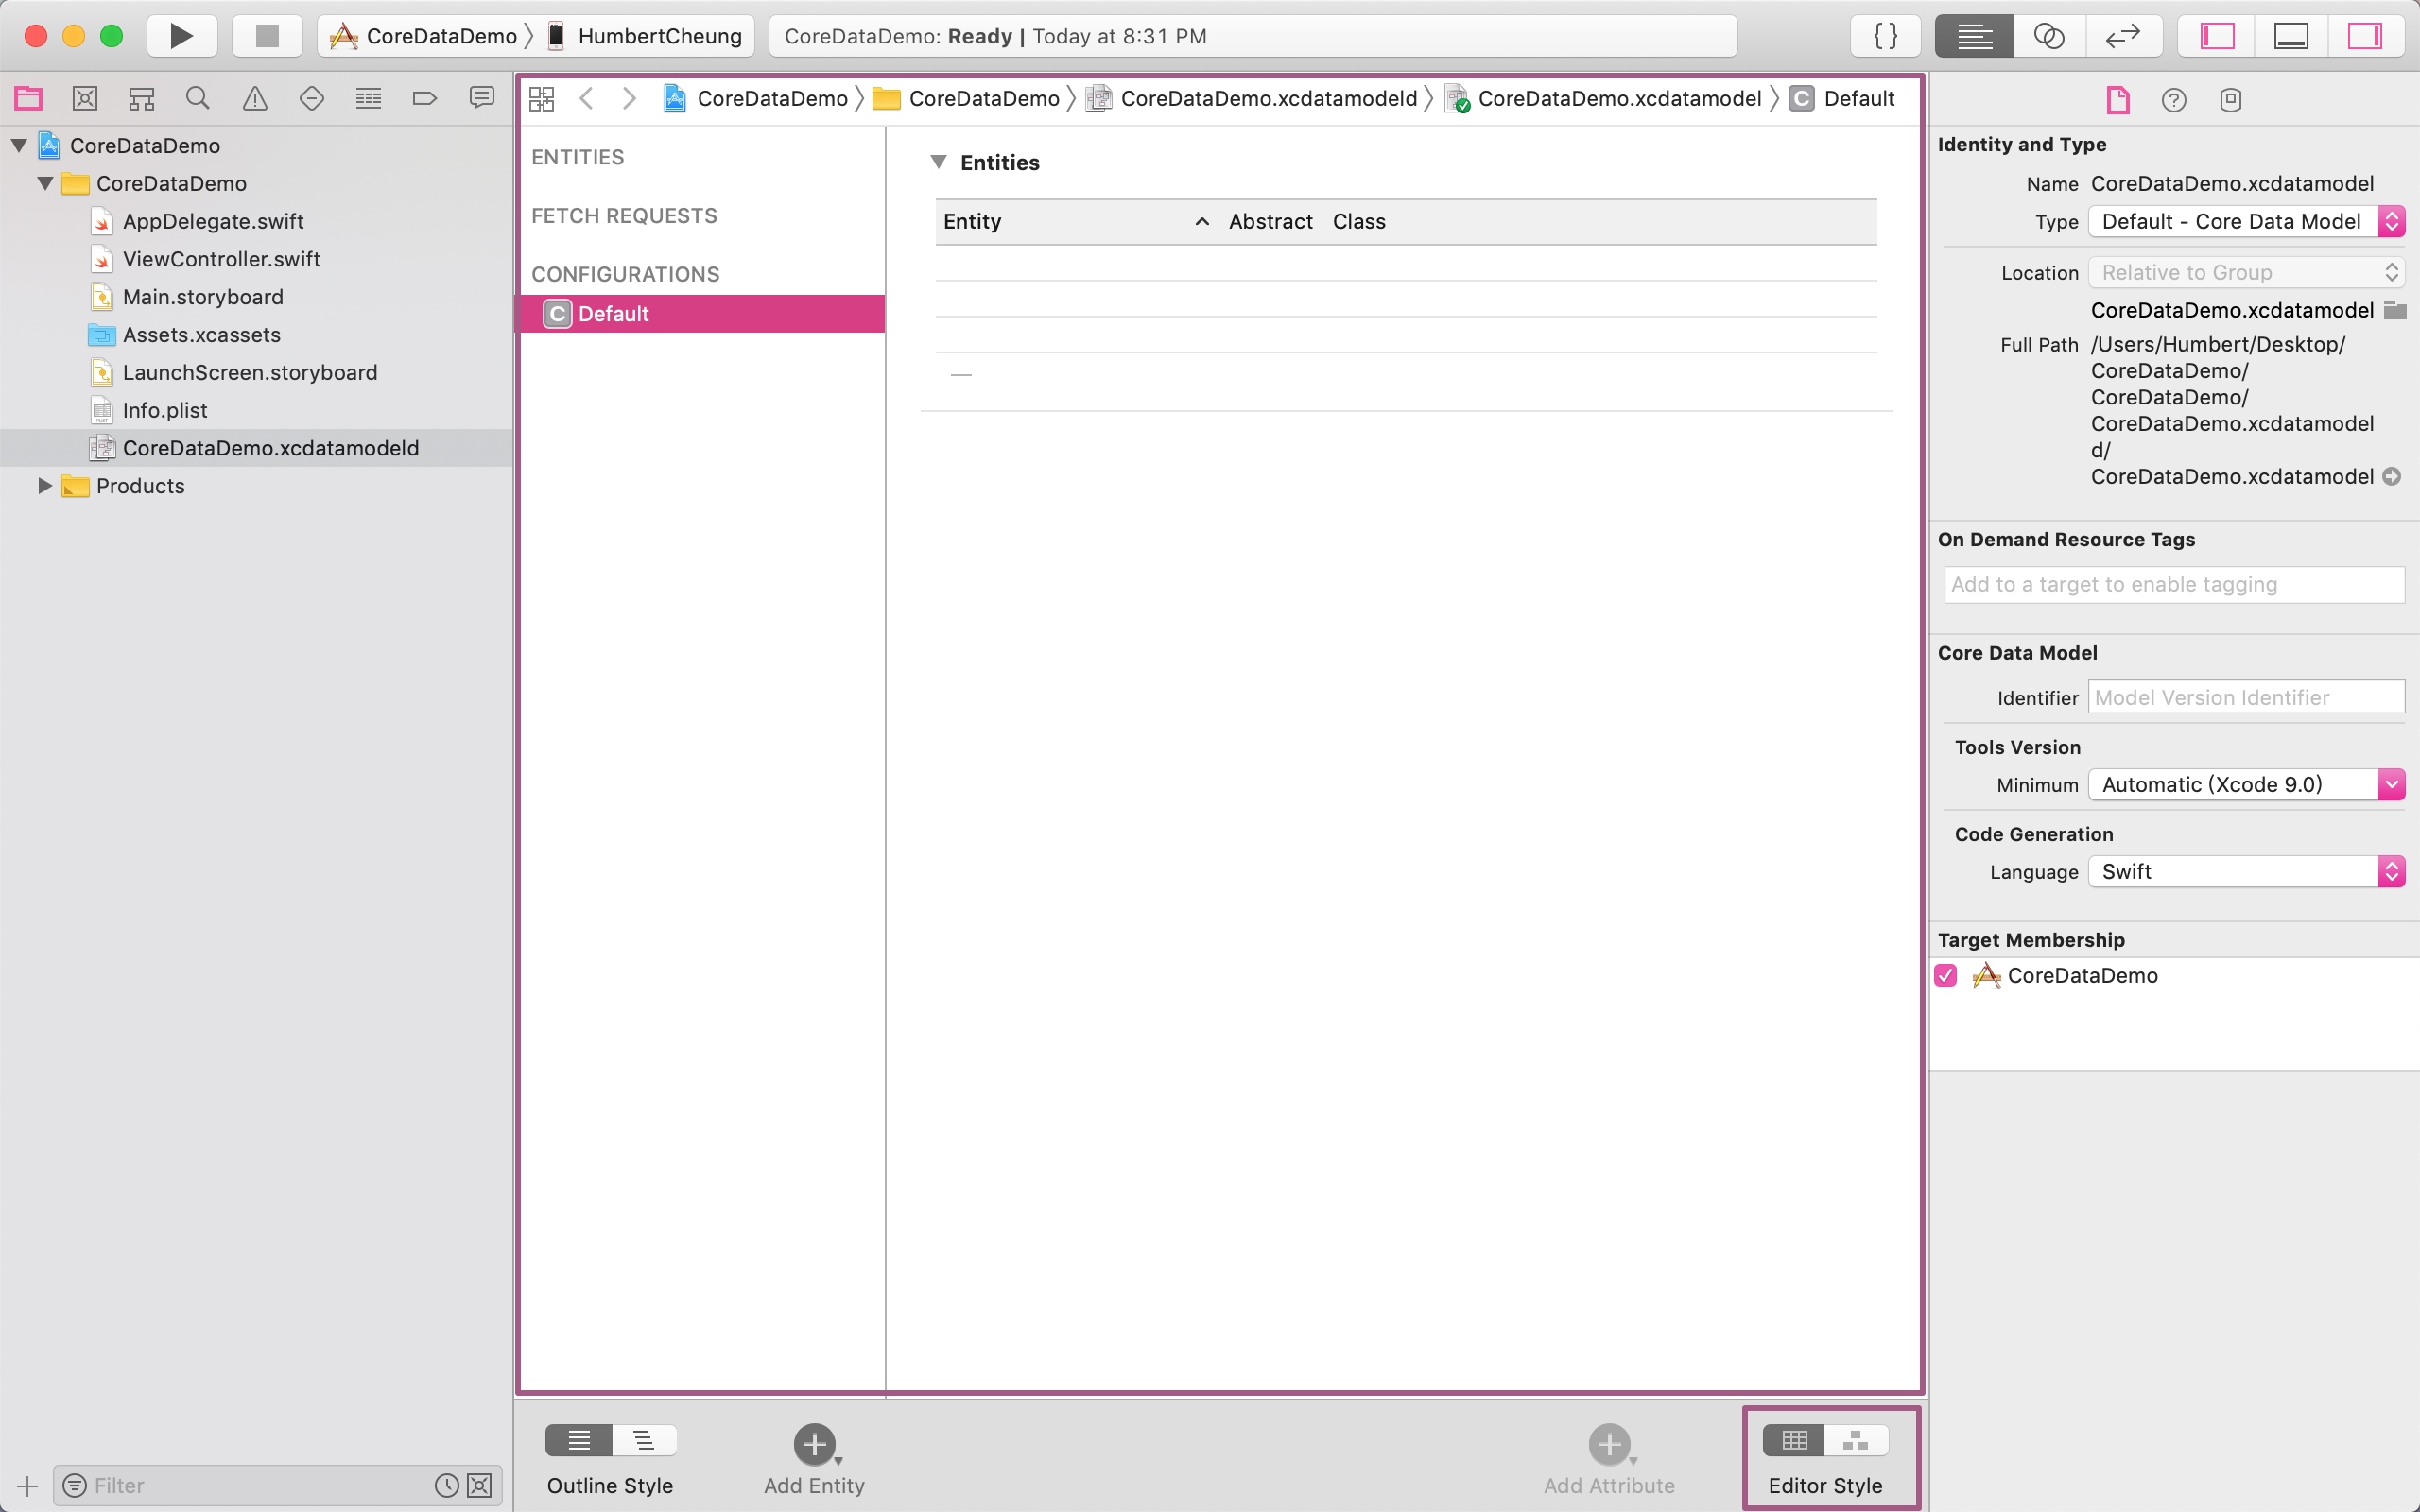 CoreDataDemo HumbertCheung
CoreDataDemo: Ready | Today at 8:31 PM
CoreDataDemo
CoreDataDemo
AppDelegate.swift
ViewController.swift
Main.storyboard
Assets.xcassets
LaunchScreen.storyboard
Info.plist
CoreDataDemo.xcdatamodeld
Products
Filter
CoreDataDemo CoreDataDemo CoreDataDemo.xcdatamodeld CoreDataDemo.xcdatamodel C Default
ENTITIES
FETCH REQUESTS
CONFIGURATIONS
C Default
Entities
Entity Abstract Class
Outline Style
Add Entity
Add Attribute
Editor Style
Identity and Type
Name CoreDataDemo.xcdatamodel
Type Default - Core Data Model
Location Relative to Group
CoreDataDemo.xcdatamodel
Full Path /Users/Humbert/Desktop/
CoreDataDemo/
CoreDataDemo/
CoreDataDemo.xcdatamodel
d/
CoreDataDemo.xcdatamodel
On Demand Resource Tags
Add to a target to enable tagging
Core Data Model
Identifier Model Version Identifier
Tools Version
Minimum Automatic (Xcode 9.0)
Code Generation
Language Swift
Target Membership
CoreDataDemo